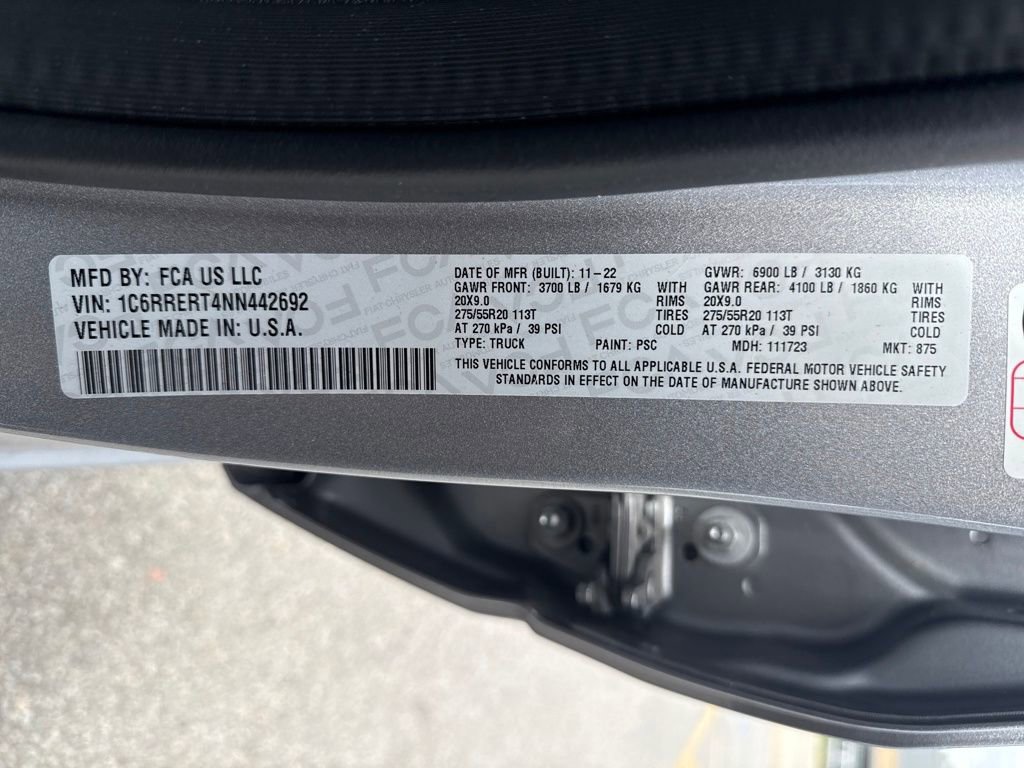 MFD BY: FCA US LLC
VIN: 1C6RRERT4NN442692
VEHICLE MADE IN: U.S.A.
DATE OF MFR (BUILT): 11-22 GVWR: 6900 LB / 3130 KG
GAWR FRONT: 3700 LB / 1679 KG WITH GAWR REAR: 4100 LB / 1860 KG WITH
20X9.0 RIMS 20X9.0 RIMS
275/55R20 113T TIRES 275/55R20 113T TIRES
AT 270 kPa / 39 PSI COLD AT 270 kPa / 39 PSI COLD
TYPE: TRUCK PAINT: PSC MDH: 111723 MKT: 875
THIS VEHICLE CONFORMS TO ALL APPLICABLE U.S.A. FEDERAL MOTOR VEHICLE SAFETY
STANDARDS IN EFFECT ON THE DATE OF MANUFACTURE SHOWN ABOVE.